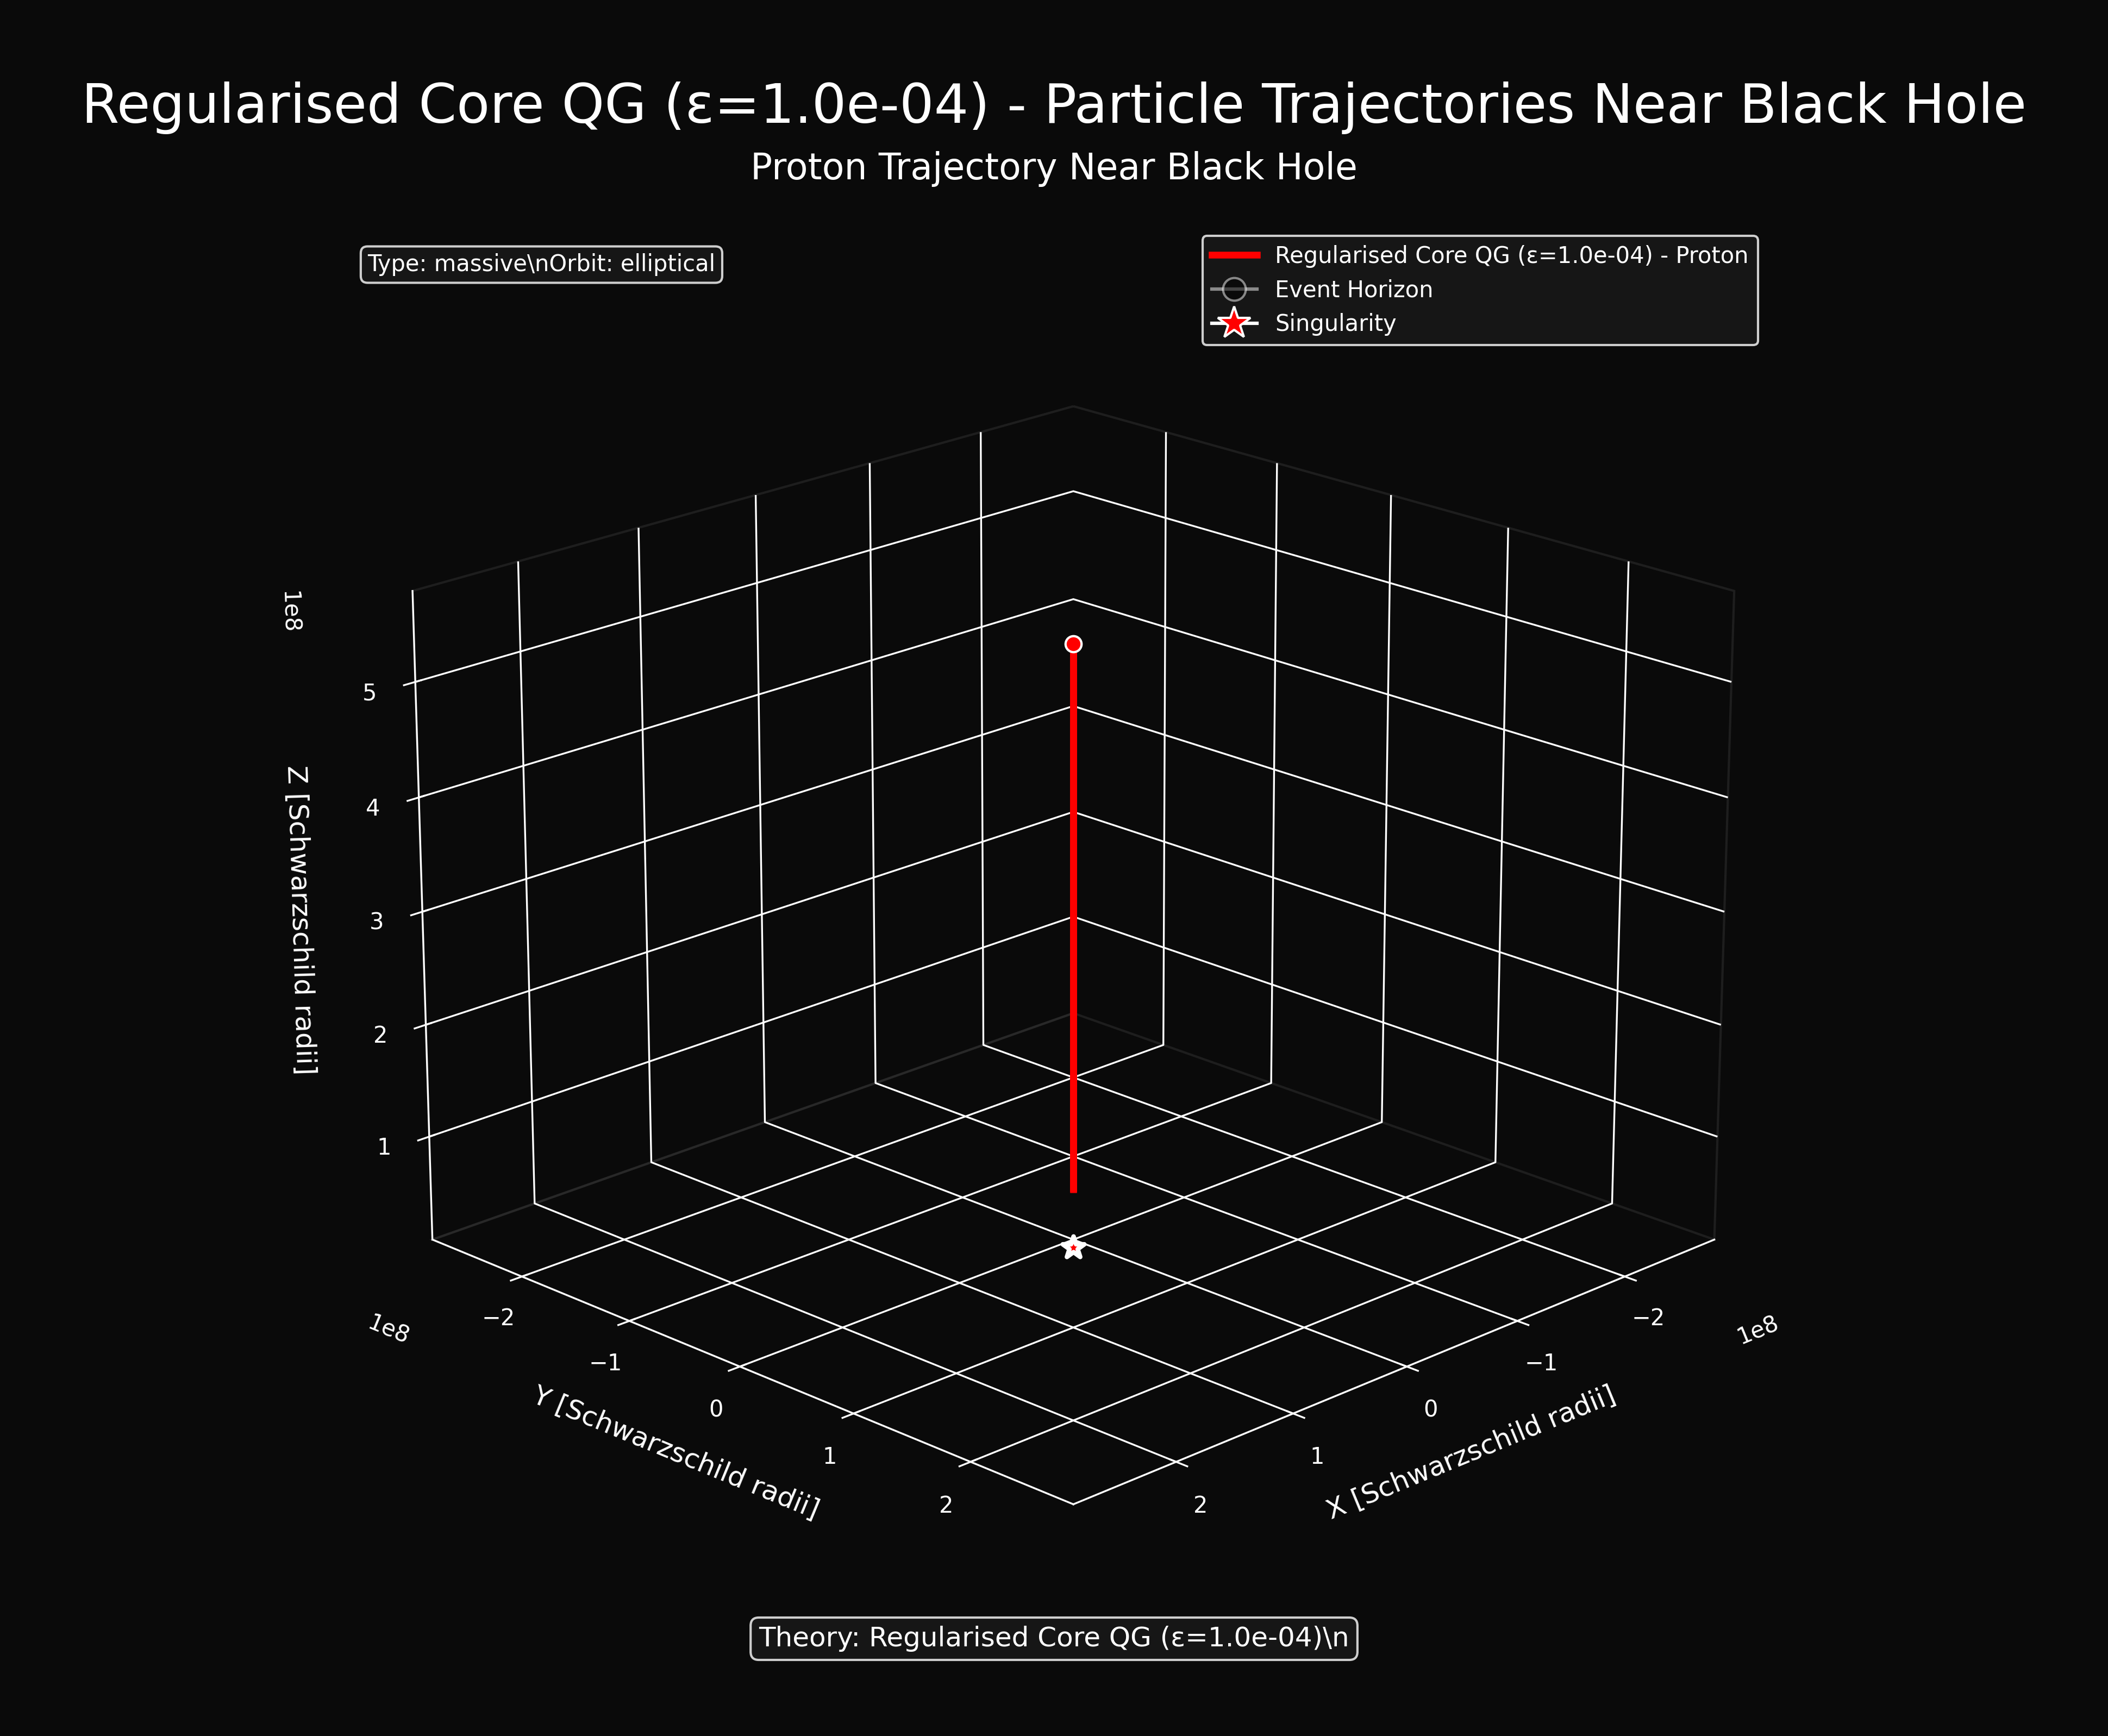 Regularised Core QG (ε=1.0e-04) - Particle Trajectories Near Black Hole
Proton Trajectory Near Black Hole
Type: massive\nOrbit: elliptical
Regularised Core QG (ε=1.0e-04) - Proton
Event Horizon
Singularity
1e8
5
4
3
2
1
Z [Schwarzschild radii]
1e8
−2
−1
0
1
2
Y [Schwarzschild radii]
1e8
−2
−1
0
1
2
X [Schwarzschild radii]
Theory: Regularised Core QG (ε=1.0e-04)\n